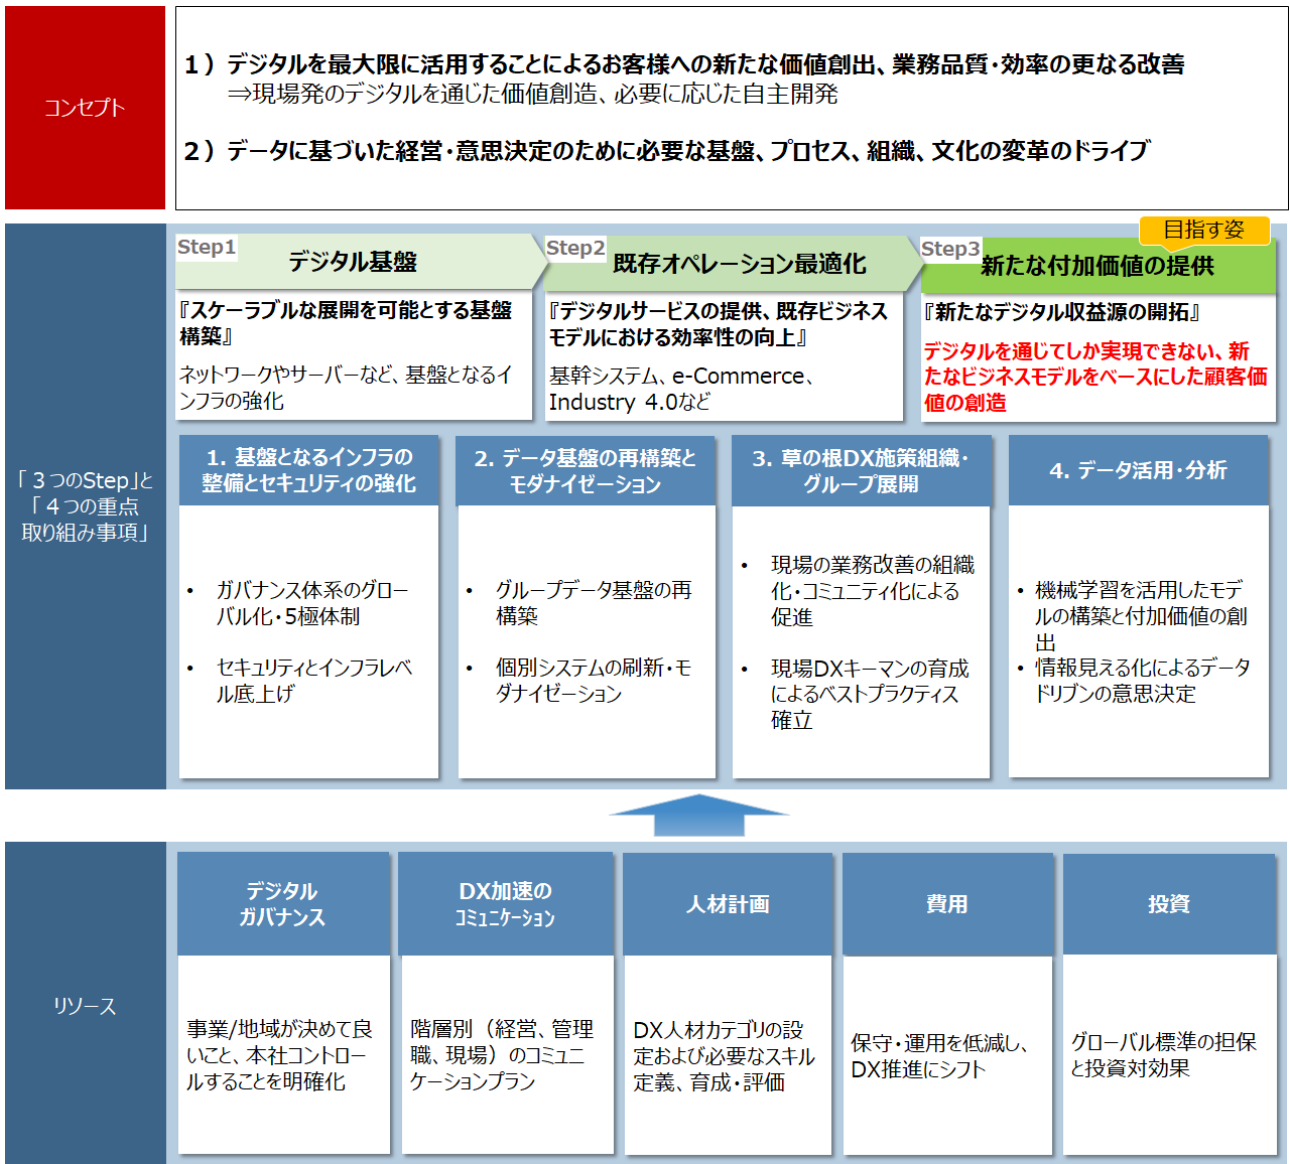 コンセプト
1）デジタルを最大限に活用することによるお客様への新たな価値創出、業務品質・効率の更なる改善
⇒現場発のデジタルを通じた価値創造、必要に応じた自主開発
2）データに基づいた経営・意思決定のために必要な基盤、プロセス、組織、文化の変革のドライブ
「３つのStep」と
「４つの重点
取り組み事項」
Step1
デジタル基盤
『スケーラブルな展開を可能とする基盤
構築』
ネットワークやサーバーなど、基盤となるイ
ンフラの強化
Step2
既存オペレーション最適化
『デジタルサービスの提供、既存ビジネス
モデルにおける効率性の向上』
基幹システム、e-Commerce、
Industry 4.0など
目指す姿
Step3
新たな付加価値の提供
『新たなデジタル収益源の開拓』
デジタルを通じてしか実現できない、新
たなビジネスモデルをベースにした顧客価
値の創造
1. 基盤となるインフラの
整備とセキュリティの強化
• ガバナンス体系のグロー
バル化・5極体制
• セキュリティとインフラレベ
ル底上げ
2. データ基盤の再構築と
モダナイゼーション
• グループデータ基盤の再
構築
• 個別システムの刷新・モ
ダナイゼーション
3. 草の根DX施策組織・
グループ展開
• 現場の業務改善の組織
化・コミュニティ化による
促進
• 現場DXキーマンの育成
によるベストプラクティス
確立
4. データ活用・分析
• 機械学習を活用したモデ
ルの構築と付加価値の創
出
• 情報見える化によるデータ
ドリブンの意思決定
リソース
デジタル
ガバナンス
事業/地域が決めて良
いこと、本社コントロー
ルすることを明確化
DX加速の
コミュニケーション
階層別（経営、管理
職、現場）のコミュニ
ケーションプラン
人材計画
DX人材カテゴリの設
定および必要なスキル
定義、育成・評価
費用
保守・運用を低減し、
DX推進にシフト
投資
グローバル標準の担保
と投資対効果